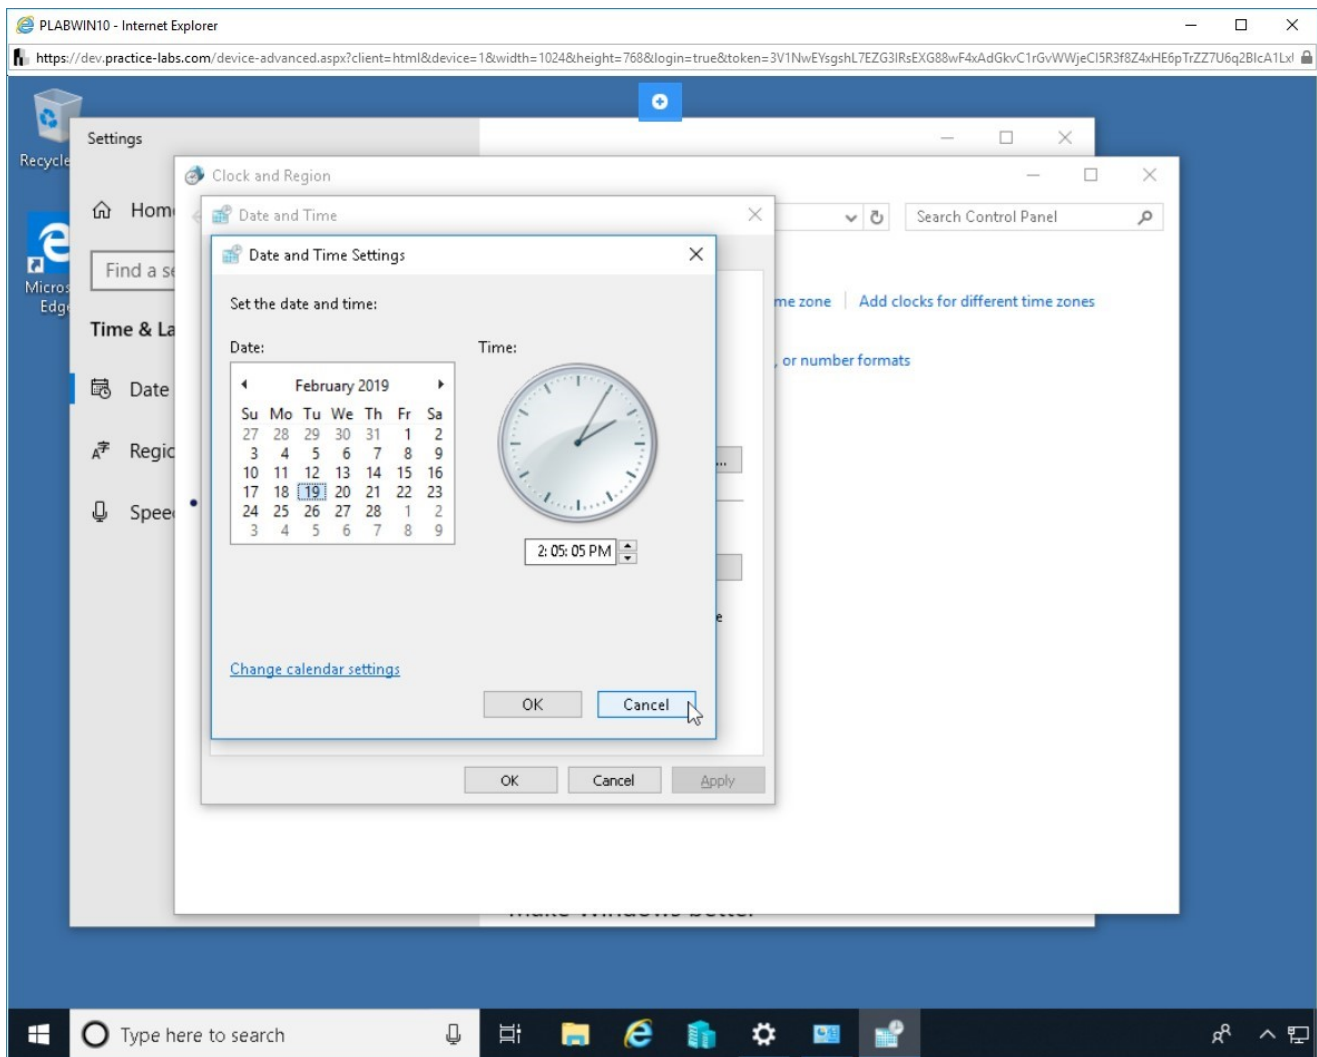 PLABWIN10 - Internet Explorer
https://dev.practice-labs.com/device-advanced.aspx?client=html&device=1&width=1024&height=768&login=true&token=
Recycle
Micros
Edge
Settings
Home
Find a se
Time & La
Date
Regio
Speec
Clock and Region
Search Control Panel
me zone
Add clocks for different time zones
, or number formats
Date and Time
...
e
Date and Time Settings
Set the date and time:
Date:
Time:
February 2019
Su Mo Tu We Th Fr Sa
27 28 29 30 31 1 2
3 4 5 6 7 8 9
10 11 12 13 14 15 16
17 18 19 20 21 22 23
24 25 26 27 28 1 2
3 4 5 6 7 8 9
2: 05: 05 PM
Change calendar settings
OK Cancel
OK Cancel Apply
Type here to search